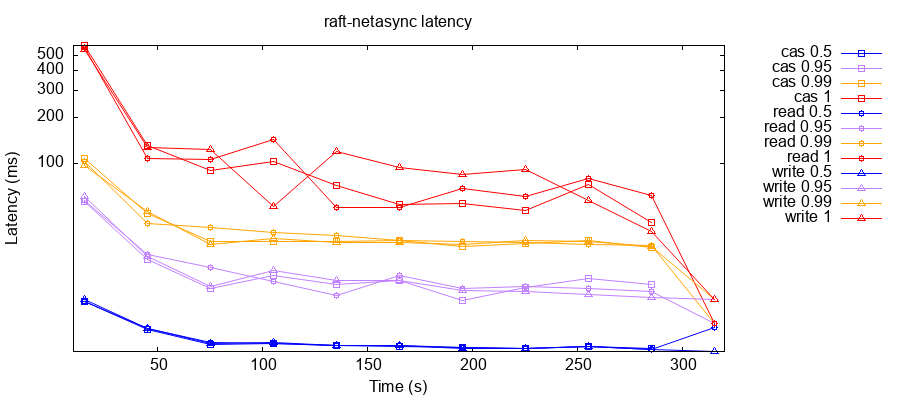 raft-netasync latency
500
400
300
200
100
Latency (ms)
50
100
150
200
250
300
Time (s)
cas 0.5
cas 0.95
cas 0.99
cas 1
read 0.5
read 0.95
read 0.99
read 1
write 0.5
write 0.95
write 0.99
write 1